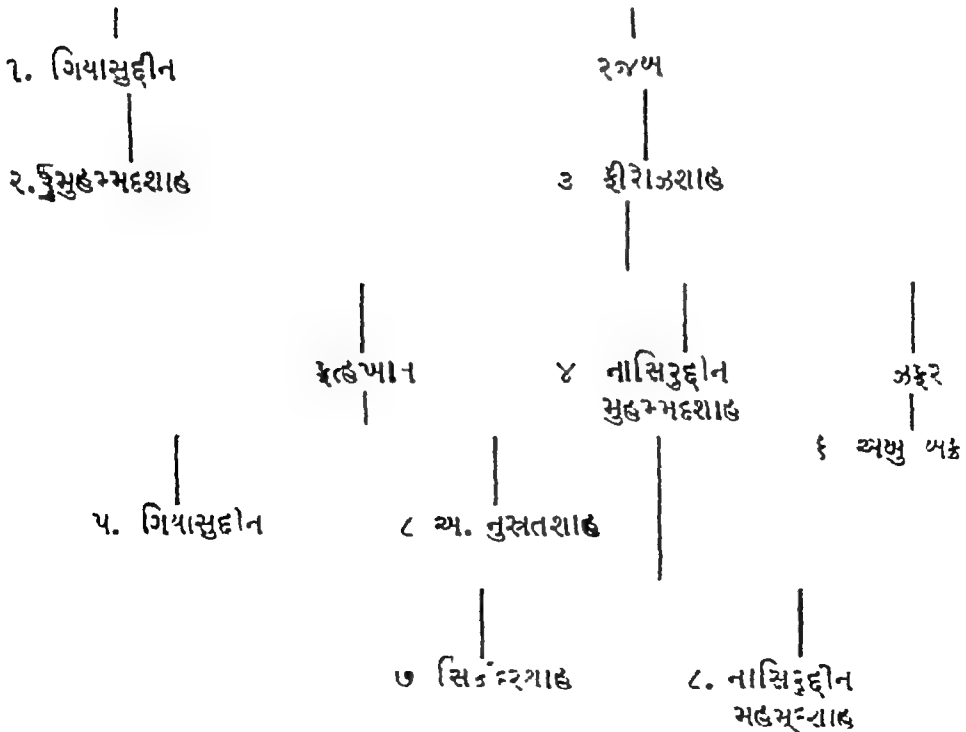 ૧. ગિયાસુદ્દીન
રજબ
૨. મુહમ્મદશાહ
૩ ફીરોઝશાહ
ફત્હખાન
૪ નાસિરુદ્દીન
મુહમ્મદશાહ
ઝફર
૬ અબુ બક્ર
૫. ગિયાસુદ્દીન
૮ અ. નુસ્રતશાહ
૭ સિકંદરશાહ
૮. નાસિરુદ્દીન
મહમૂદશાહ